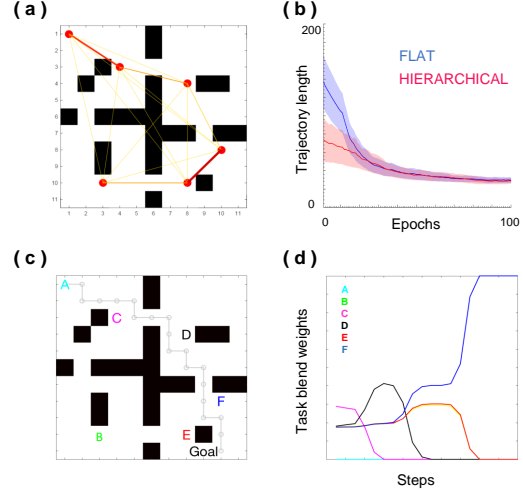 ( a )
1
2
3
4
5
6
7
8
9
10
11
1 2 3 4 5 6 7 8 9 10 11
( b )
200
FLAT
HIERARCHICAL
Trajectory length
0
0 100
Epochs
( c )
A
C
D
F
B
E
Goal
( d )
A
B
C
D
E
F
Task blend weights
Steps